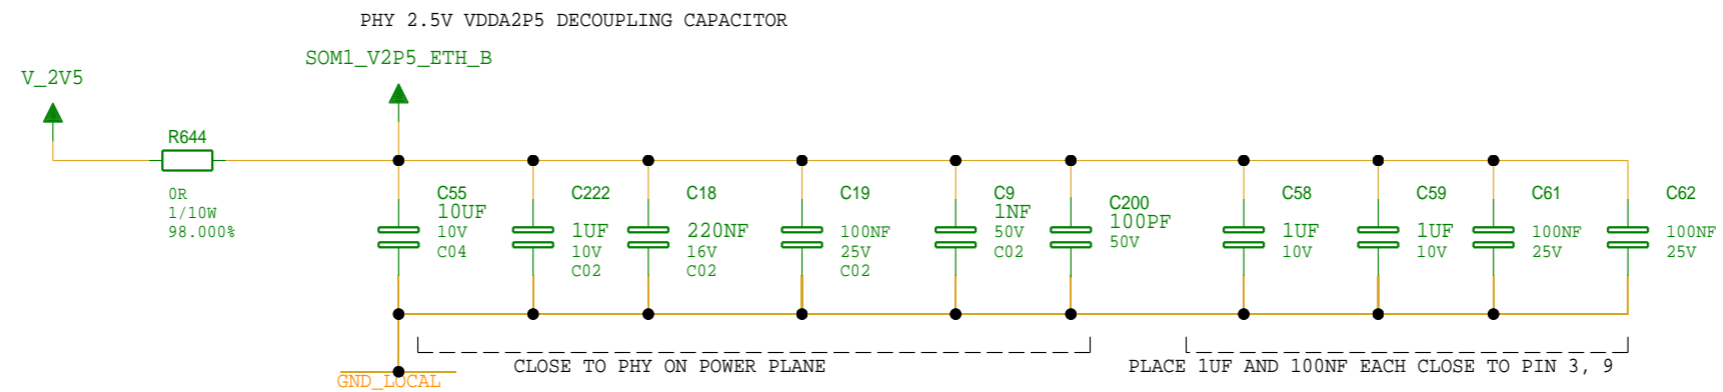 PHY 2.5V VDDA2P5 DECOUPLING CAPACITOR
SOM1_V2P5_ETH_B
V_2V5
R644
0R
1/10W
98.000%
C55
10UF
10V
C04
C222
1UF
10V
C02
C18
220NF
16V
C02
C19
100NF
25V
C02
C9
1NF
50V
C02
C200
100PF
50V
C58
1UF
10V
C59
1UF
10V
C61
100NF
25V
C62
100NF
25V
CLOSE TO PHY ON POWER PLANE
PLACE 1UF AND 100NF EACH CLOSE TO PIN 3, 9
GND_LOCAL